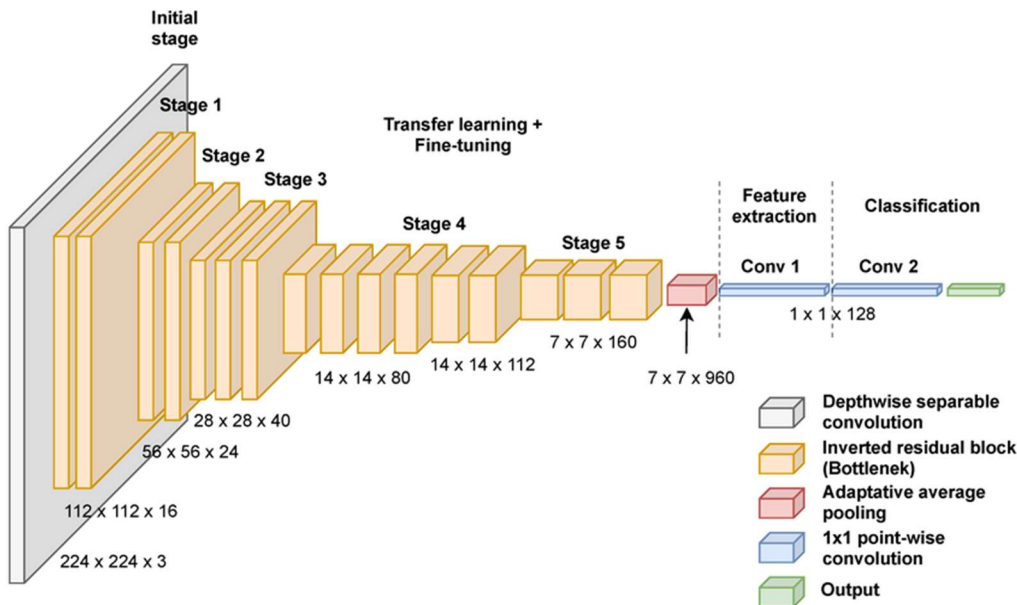 Initial
stage
Stage 1
Stage 2
Stage 3
Transfer learning +
Fine-tuning
Stage 4
Stage 5
Feature
extraction
Classification
Conv 1
Conv 2
1 x 1 x 128
7 x 7 x 160
14 x 14 x 112
14 x 14 x 80
7 x 7 x 960
28 x 28 x 40
56 x 56 x 24
112 x 112 x 16
224 x 224 x 3
Depthwise separable
convolution
Inverted residual block
(Bottlenek)
Adaptative average
pooling
1x1 point-wise
convolution
Output